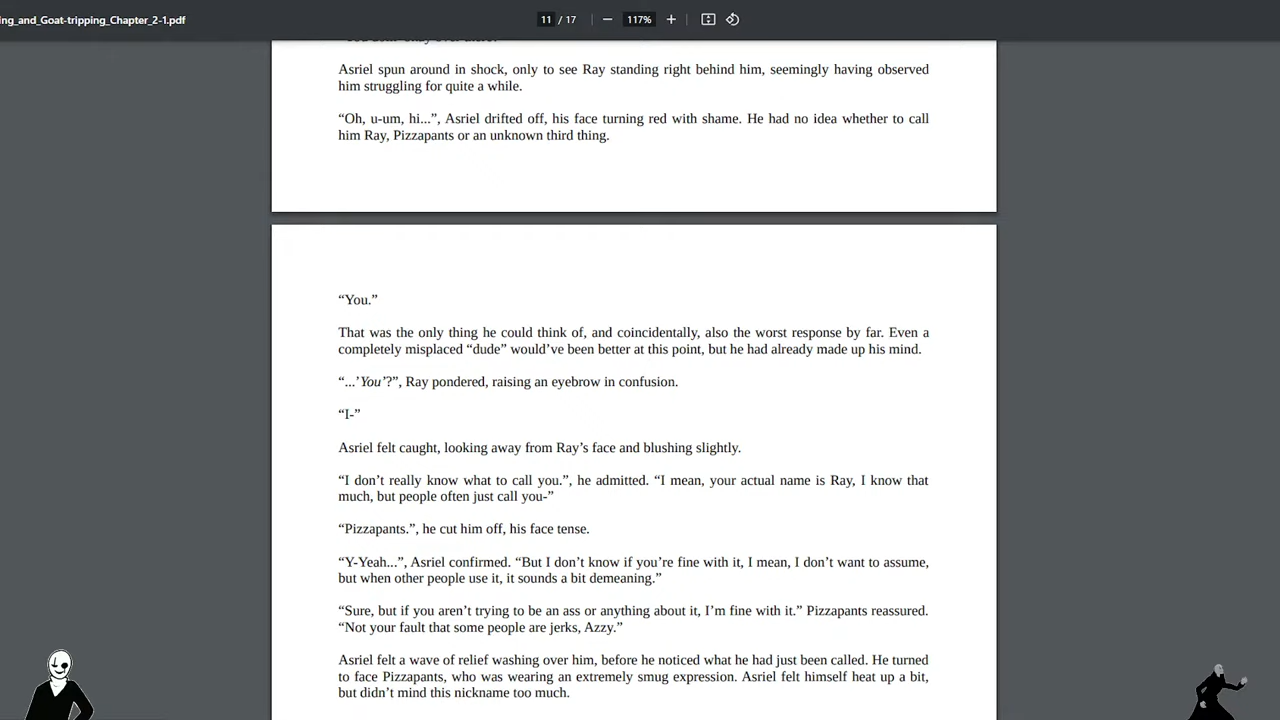 ing_and_Goat-tripping_Chapter_2-1.pdf
11 / 17
117%
Asriel spun around in shock, only to see Ray standing right behind him, seemingly having observed
him struggling for quite a while.
“Oh, u-um, hi...”, Asriel drifted off, his face turning red with shame. He had no idea whether to call
him Ray, Pizzapants or an unknown third thing.
“You.”
That was the only thing he could think of, and coincidentally, also the worst response by far. Even a
completely misplaced “dude” would’ve been better at this point, but he had already made up his mind.
“...’You’?”, Ray pondered, raising an eyebrow in confusion.
“I-”
Asriel felt caught, looking away from Ray’s face and blushing slightly.
“I don’t really know what to call you.”, he admitted. “I mean, your actual name is Ray, I know that
much, but people often just call you-”
“Pizzapants.”, he cut him off, his face tense.
“Y-Yeah...”, Asriel confirmed. “But I don’t know if you’re fine with it, I mean, I don’t want to assume,
but when other people use it, it sounds a bit demeaning.”
“Sure, but if you aren’t trying to be an ass or anything about it, I’m fine with it.” Pizzapants reassured.
“Not your fault that some people are jerks, Azzy.”
Asriel felt a wave of relief washing over him, before he noticed what he had just been called. He turned
to face Pizzapants, who was wearing an extremely smug expression. Asriel felt himself heat up a bit,
but didn’t mind this nickname too much.